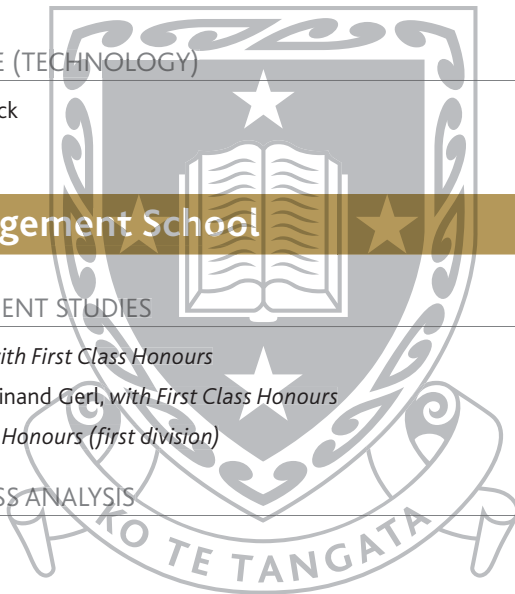 E (TECHNOLOGY)
ck
gement School
ENT STUDIES
ith First Class Honours
inand Gerl, with First Class Honours
Honours (first division)
SS ANALYSIS
KO TE TANGATA